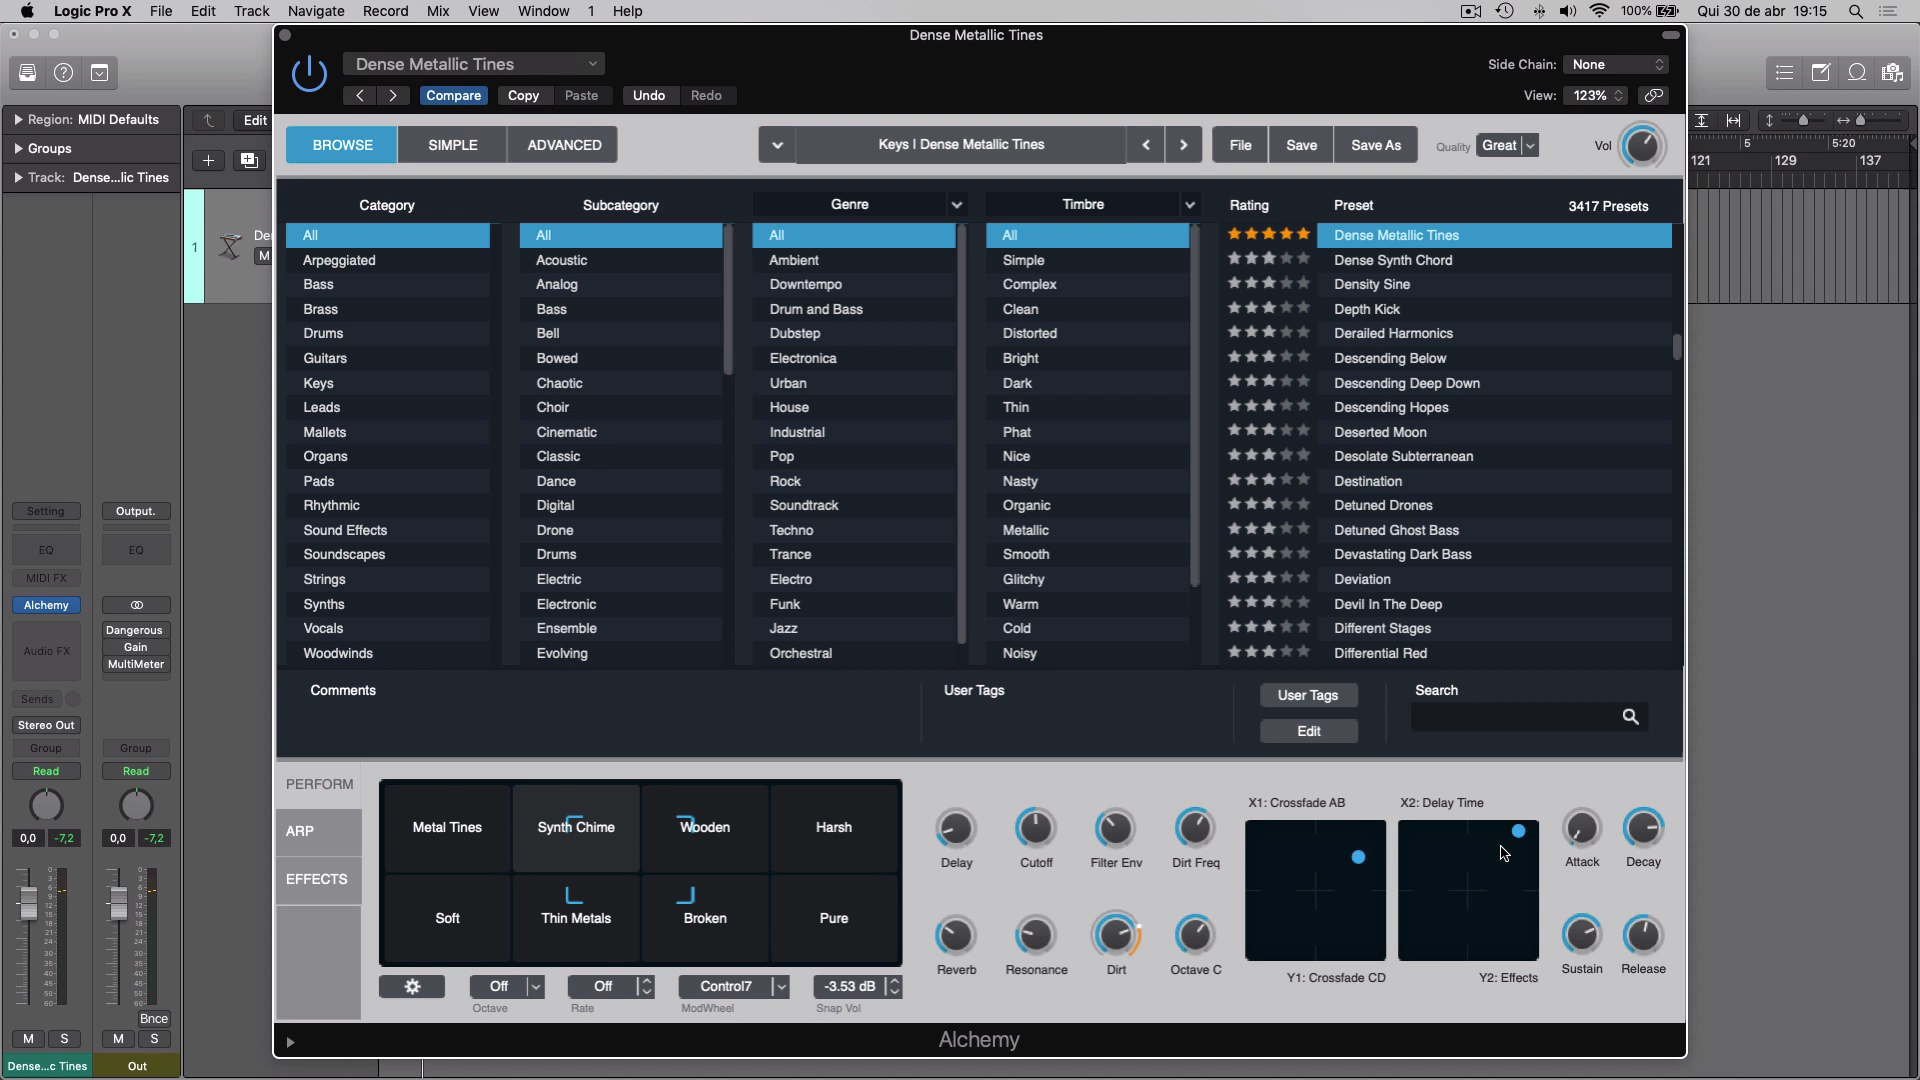 Logic Pro X File Edit Track Navigate Record Mix View Window 1 Help 100% Qui 30 de abr 19:15
Dense Metallic Tines
Dense Metallic Tines
Side Chain: None
Compare Copy Paste Undo Redo
View: 123%
Region: MIDI Defaults
Groups
Track: Dense...lic Tines
Edit
BROWSE SIMPLE ADVANCED
Keys | Dense Metallic Tines
File Save Save As
Quality Great
Vol
5 5:20
121 129 137
1
De
M
Category Subcategory Genre Timbre Rating Preset 3417 Presets
All All All All Dense Metallic Tines
Arpeggiated Acoustic Ambient Simple Dense Synth Chord
Bass Analog Downtempo Complex Density Sine
Brass Bass Drum and Bass Clean Depth Kick
Drums Bell Dubstep Distorted Derailed Harmonics
Guitars Bowed Electronica Bright Descending Below
Keys Chaotic Urban Dark Descending Deep Down
Leads Choir House Thin Descending Hopes
Mallets Cinematic Industrial Phat Deserted Moon
Organs Classic Pop Nice Desolate Subterranean
Pads Dance Rock Nasty Destination
Rhythmic Digital Soundtrack Organic Detuned Drones
Sound Effects Drone Techno Metallic Detuned Ghost Bass
Soundscapes Drums Trance Smooth Devastating Dark Bass
Strings Electric Electro Glitchy Deviation
Synths Electronic Funk Warm Devil In The Deep
Vocals Ensemble Jazz Cold Different Stages
Woodwinds Evolving Orchestral Noisy Differential Red
Comments User Tags User Tags Search
Edit
Setting Output.
EQ EQ
MIDI FX
Alchemy
Audio FX
Dangerous
Gain
MultiMeter
Sends
Stereo Out
Group Group
Read Read
0,0 -7,2 0,0 -7,2
Bnce
M S M S
Dense...c Tines Out
PERFORM
ARP
EFFECTS
Metal Tines Synth Chime Wooden Harsh
Soft Thin Metals Broken Pure
Off Off Control7 -3.53 dB
Octave Rate ModWheel Snap Vol
Delay Cutoff Filter Env Dirt Freq
Reverb Resonance Dirt Octave C
X1: Crossfade AB X2: Delay Time
Y1: Crossfade CD Y2: Effects
Attack Decay
Sustain Release
Alchemy